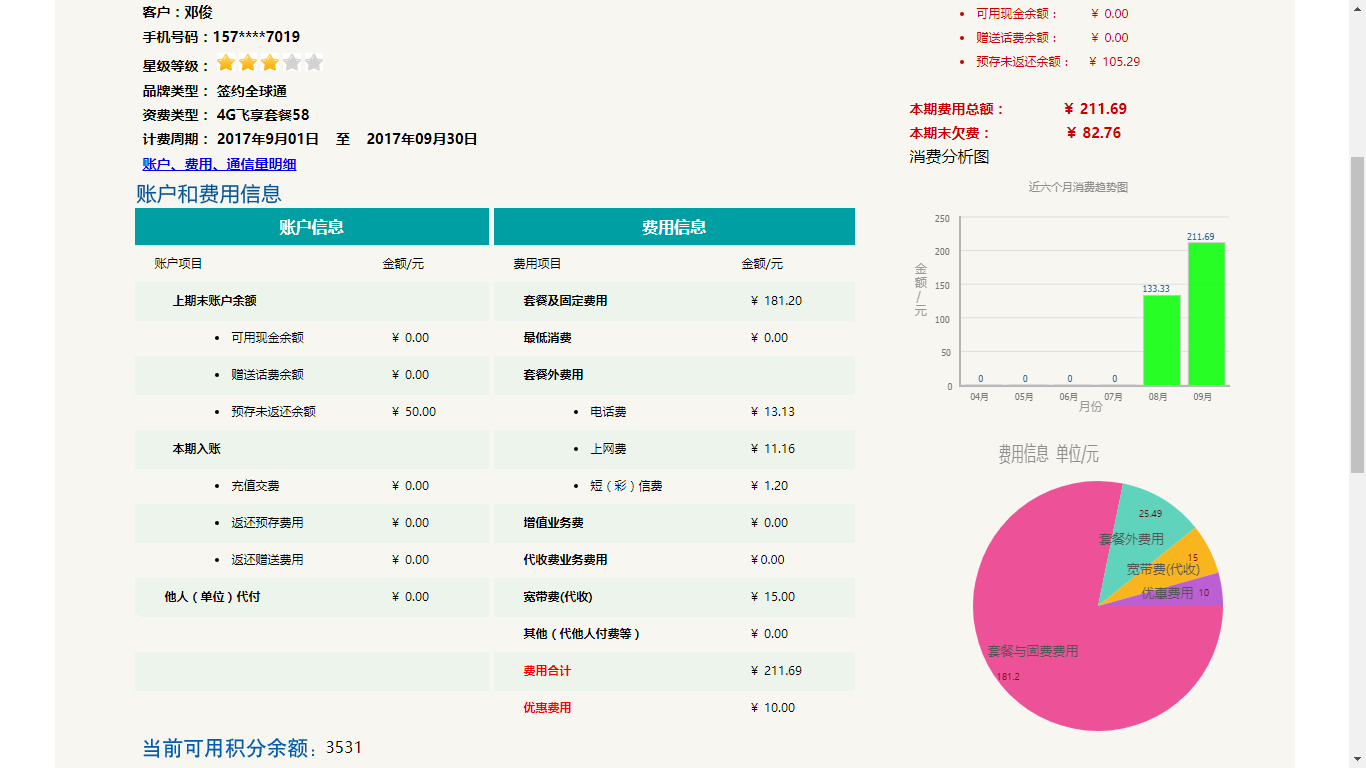 客户：邓俊
手机号码：157****7019
星级等级：
品牌类型： 签约全球通
资费类型： 4G飞享套餐58
计费周期： 2017年9月01日 至 2017年09月30日
账户、费用、通信量明细
账户和费用信息
账户信息
账户项目 金额/元
上期末账户余额
• 可用现金余额 ￥ 0.00
• 赠送话费余额 ￥ 0.00
• 预存未返还余额 ￥ 50.00
本期入账
• 充值交费 ￥ 0.00
• 返还预存费用 ￥ 0.00
• 返还赠送费用 ￥ 0.00
他人（单位）代付 ￥ 0.00
费用信息
费用项目 金额/元
套餐及固定费用 ￥ 181.20
最低消费 ￥ 0.00
套餐外费用
• 电话费 ￥ 13.13
• 上网费 ￥ 11.16
• 短（彩）信费 ￥ 1.20
增值业务费 ￥ 0.00
代收费业务费用 ￥0.00
宽带费(代收) ￥ 15.00
其他（代他人付费等） ￥ 0.00
费用合计 ￥ 211.69
优惠费用 ￥ 10.00
当前可用积分余额：3531
• 可用现金余额： ￥ 0.00
• 赠送话费余额： ￥ 0.00
• 预存未返还余额： ￥ 105.29
本期费用总额： ￥ 211.69
本期末欠费： ￥ 82.76
消费分析图
近六个月消费趋势图
金额/元
250
200
150
100
50
0
0 0 0 0 133.33 211.69
04月 05月 06月 07月 08月 09月
月份
费用信息 单位/元
25.49
套餐外费用
15
宽带费(代收)
优惠费用 10
套餐与固费费用
181.2